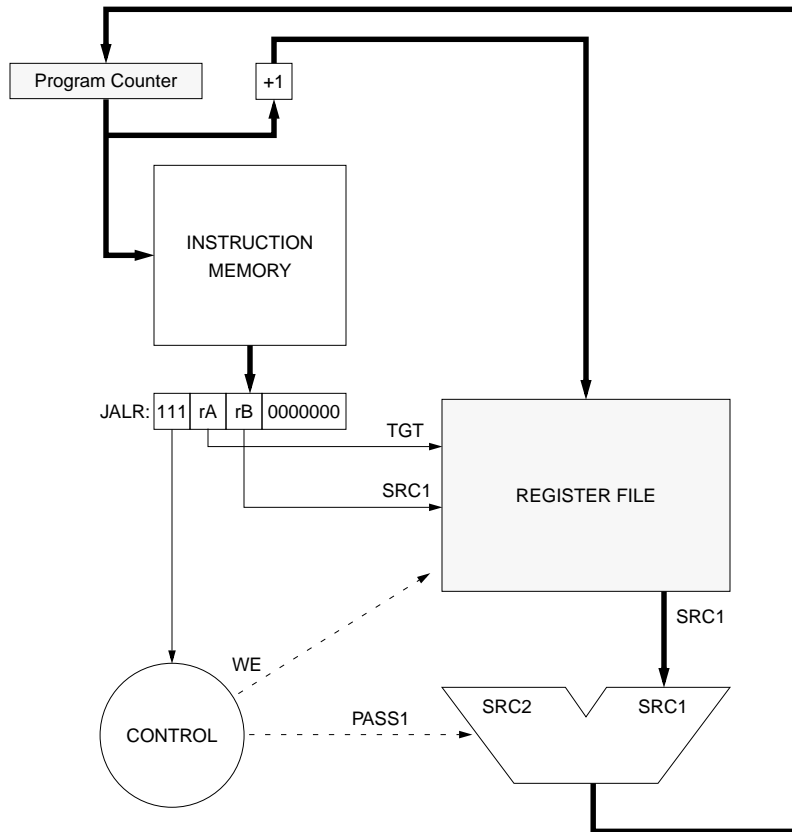 Program Counter
+1
INSTRUCTION
MEMORY
JALR: 111 rA rB 0000000
TGT
SRC1
REGISTER FILE
SRC1
WE
SRC2 SRC1
PASS1
CONTROL